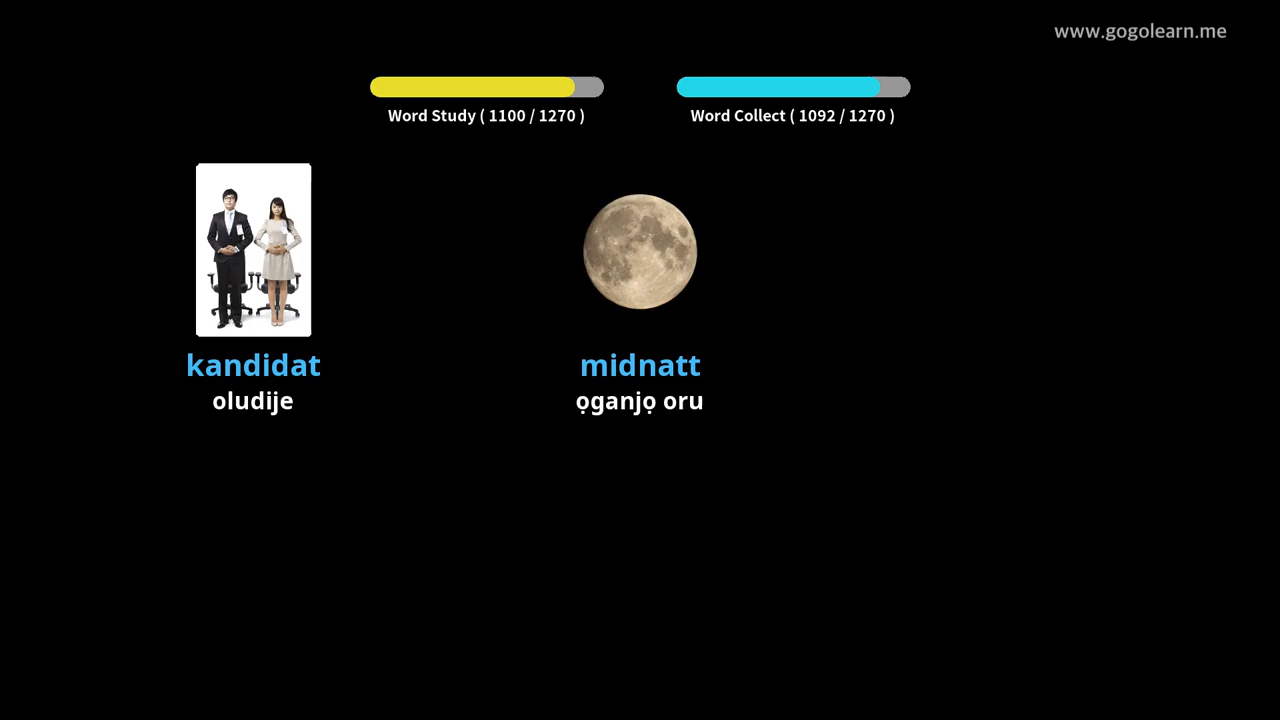 www.gogolearn.me
Word Study ( 1100 / 1270 )
Word Collect ( 1092 / 1270 )
kandidat
oludije
midnatt
ọganjọ oru